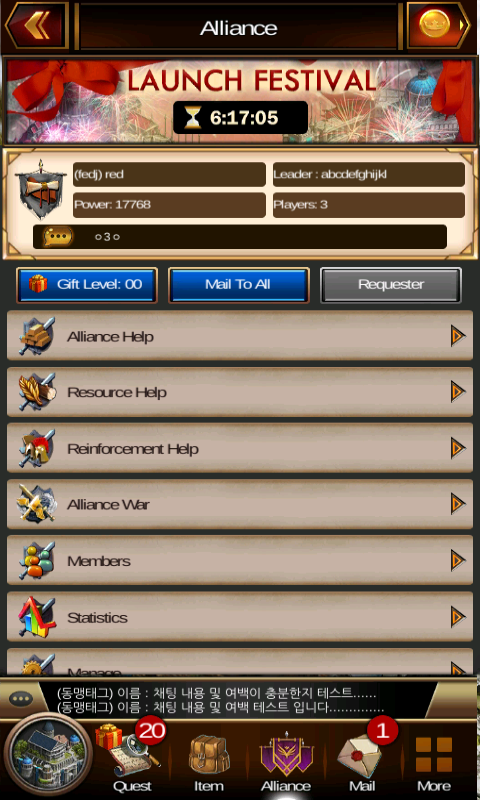 Alliance
LAUNCH FESTIVAL
6:17:05
(fedj) red
Leader : abcdefghijkl
Power: 17768
Players: 3
ㅇ3ㅇ
Gift Level: 00
Mail To All
Requester
Alliance Help
Resource Help
Reinforcement Help
Alliance War
Members
Statistics
Manage
(동맹태그) 이름 : 채팅 내용 및 여백이 충분한지 테스트......
(동맹태그) 이름 : 채팅 내용 및 여백 테스트 입니다..............
20
1
Quest
Item
Alliance
Mail
More